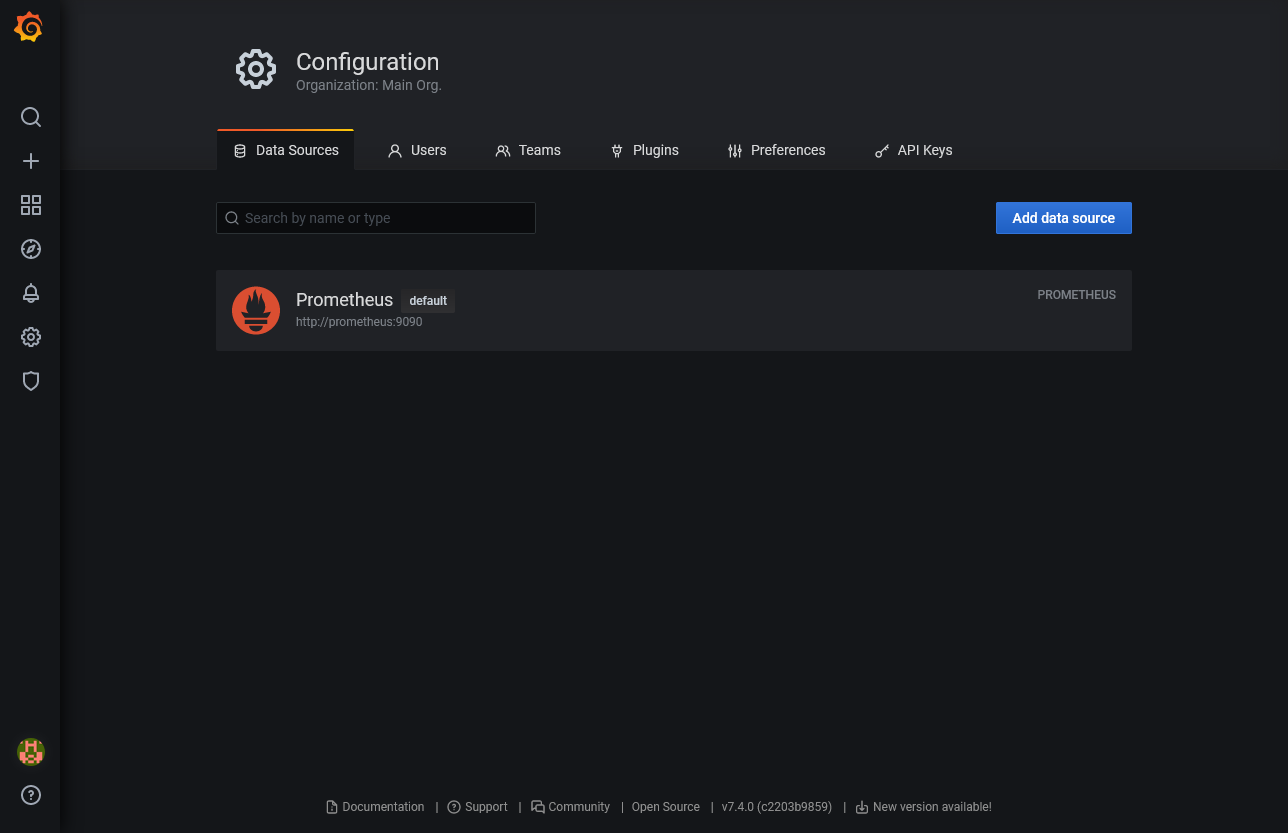 Configuration
Organization: Main Org.
Data Sources Users Teams Plugins Preferences API Keys
Search by name or type Add data source
Prometheus default PROMETHEUS
http://prometheus:9090
Documentation | Support | Community | Open Source | v7.4.0 (c2203b9859) | New version available!